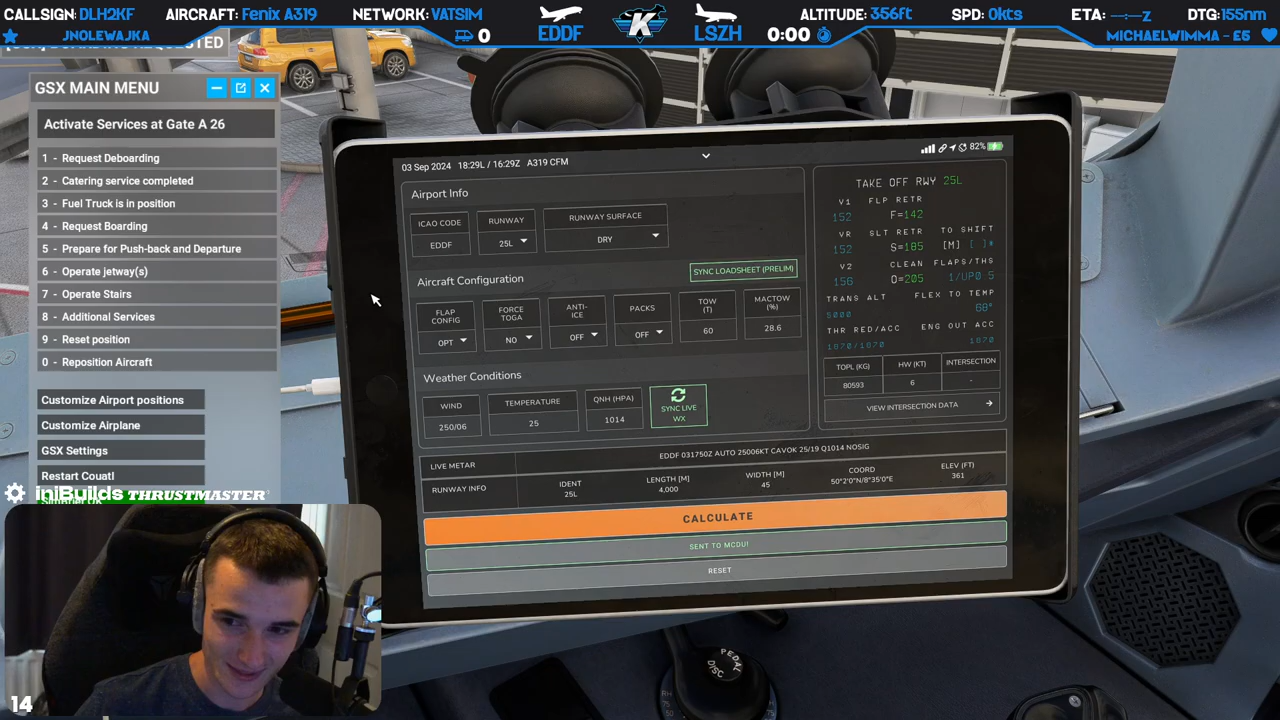 CALLSIGN: DLH2KF
AIRCRAFT: Fenix A319
NETWORK: VATSIM
0
EDDF
K
LSZH
ALTITUDE: 356ft
SPD: 0kts
ETA: --:--z
DTG:155nm
JNOLEWAJKA
0:00
MICHAELWIMMA - £5
REQUESTED
GSX MAIN MENU
Activate Services at Gate A 26
1 - Request Deboarding
2 - Catering service completed
3 - Fuel Truck is in position
4 - Request Boarding
5 - Prepare for Push-back and Departure
6 - Operate jetway(s)
7 - Operate Stairs
8 - Additional Services
9 - Reset position
0 - Reposition Aircraft
Customize Airport positions
Customize Airplane
GSX Settings
Restart Couatl
iniBuilds THRUSTMASTER
14
03 Sep 2024 18:29L / 16:29Z A319 CFM
82%
Airport Info
ICAO CODE
EDDF
RUNWAY
25L
RUNWAY SURFACE
DRY
Aircraft Configuration
SYNC LOADSHEET (PRELIM)
FLAP CONFIG
OPT
FORCE TOGA
NO
ANTI-ICE
OFF
PACKS
OFF
TOW (T)
60
MACTOW (%)
28.6
Weather Conditions
WIND
250/06
TEMPERATURE
25
QNH (HPA)
1014
SYNC LIVE WX
TAKE OFF RWY 25L
V1 FLP RETR
152 F=142
VR SLT RETR TO SHIFT
152 S=185 [M] [ ]*
V2 CLEAN FLAPS/THS
156 O=205 1/UP0.5
TRANS ALT FLEX TO TEMP
5000 68°
THR RED/ACC ENG OUT ACC
1870/1870 1870
TOPL (KG)
80593
HW (KT)
6
INTERSECTION
-
VIEW INTERSECTION DATA
LIVE METAR
EDDF 031750Z AUTO 25006KT CAVOK 25/19 Q1014 NOSIG
RUNWAY INFO
IDENT
25L
LENGTH [M]
4,000
WIDTH [M]
45
COORD
50°2'0"N/8°35'0"E
ELEV (FT)
361
CALCULATE
SENT TO MCDU!
RESET
PEDAL
DISC
RH